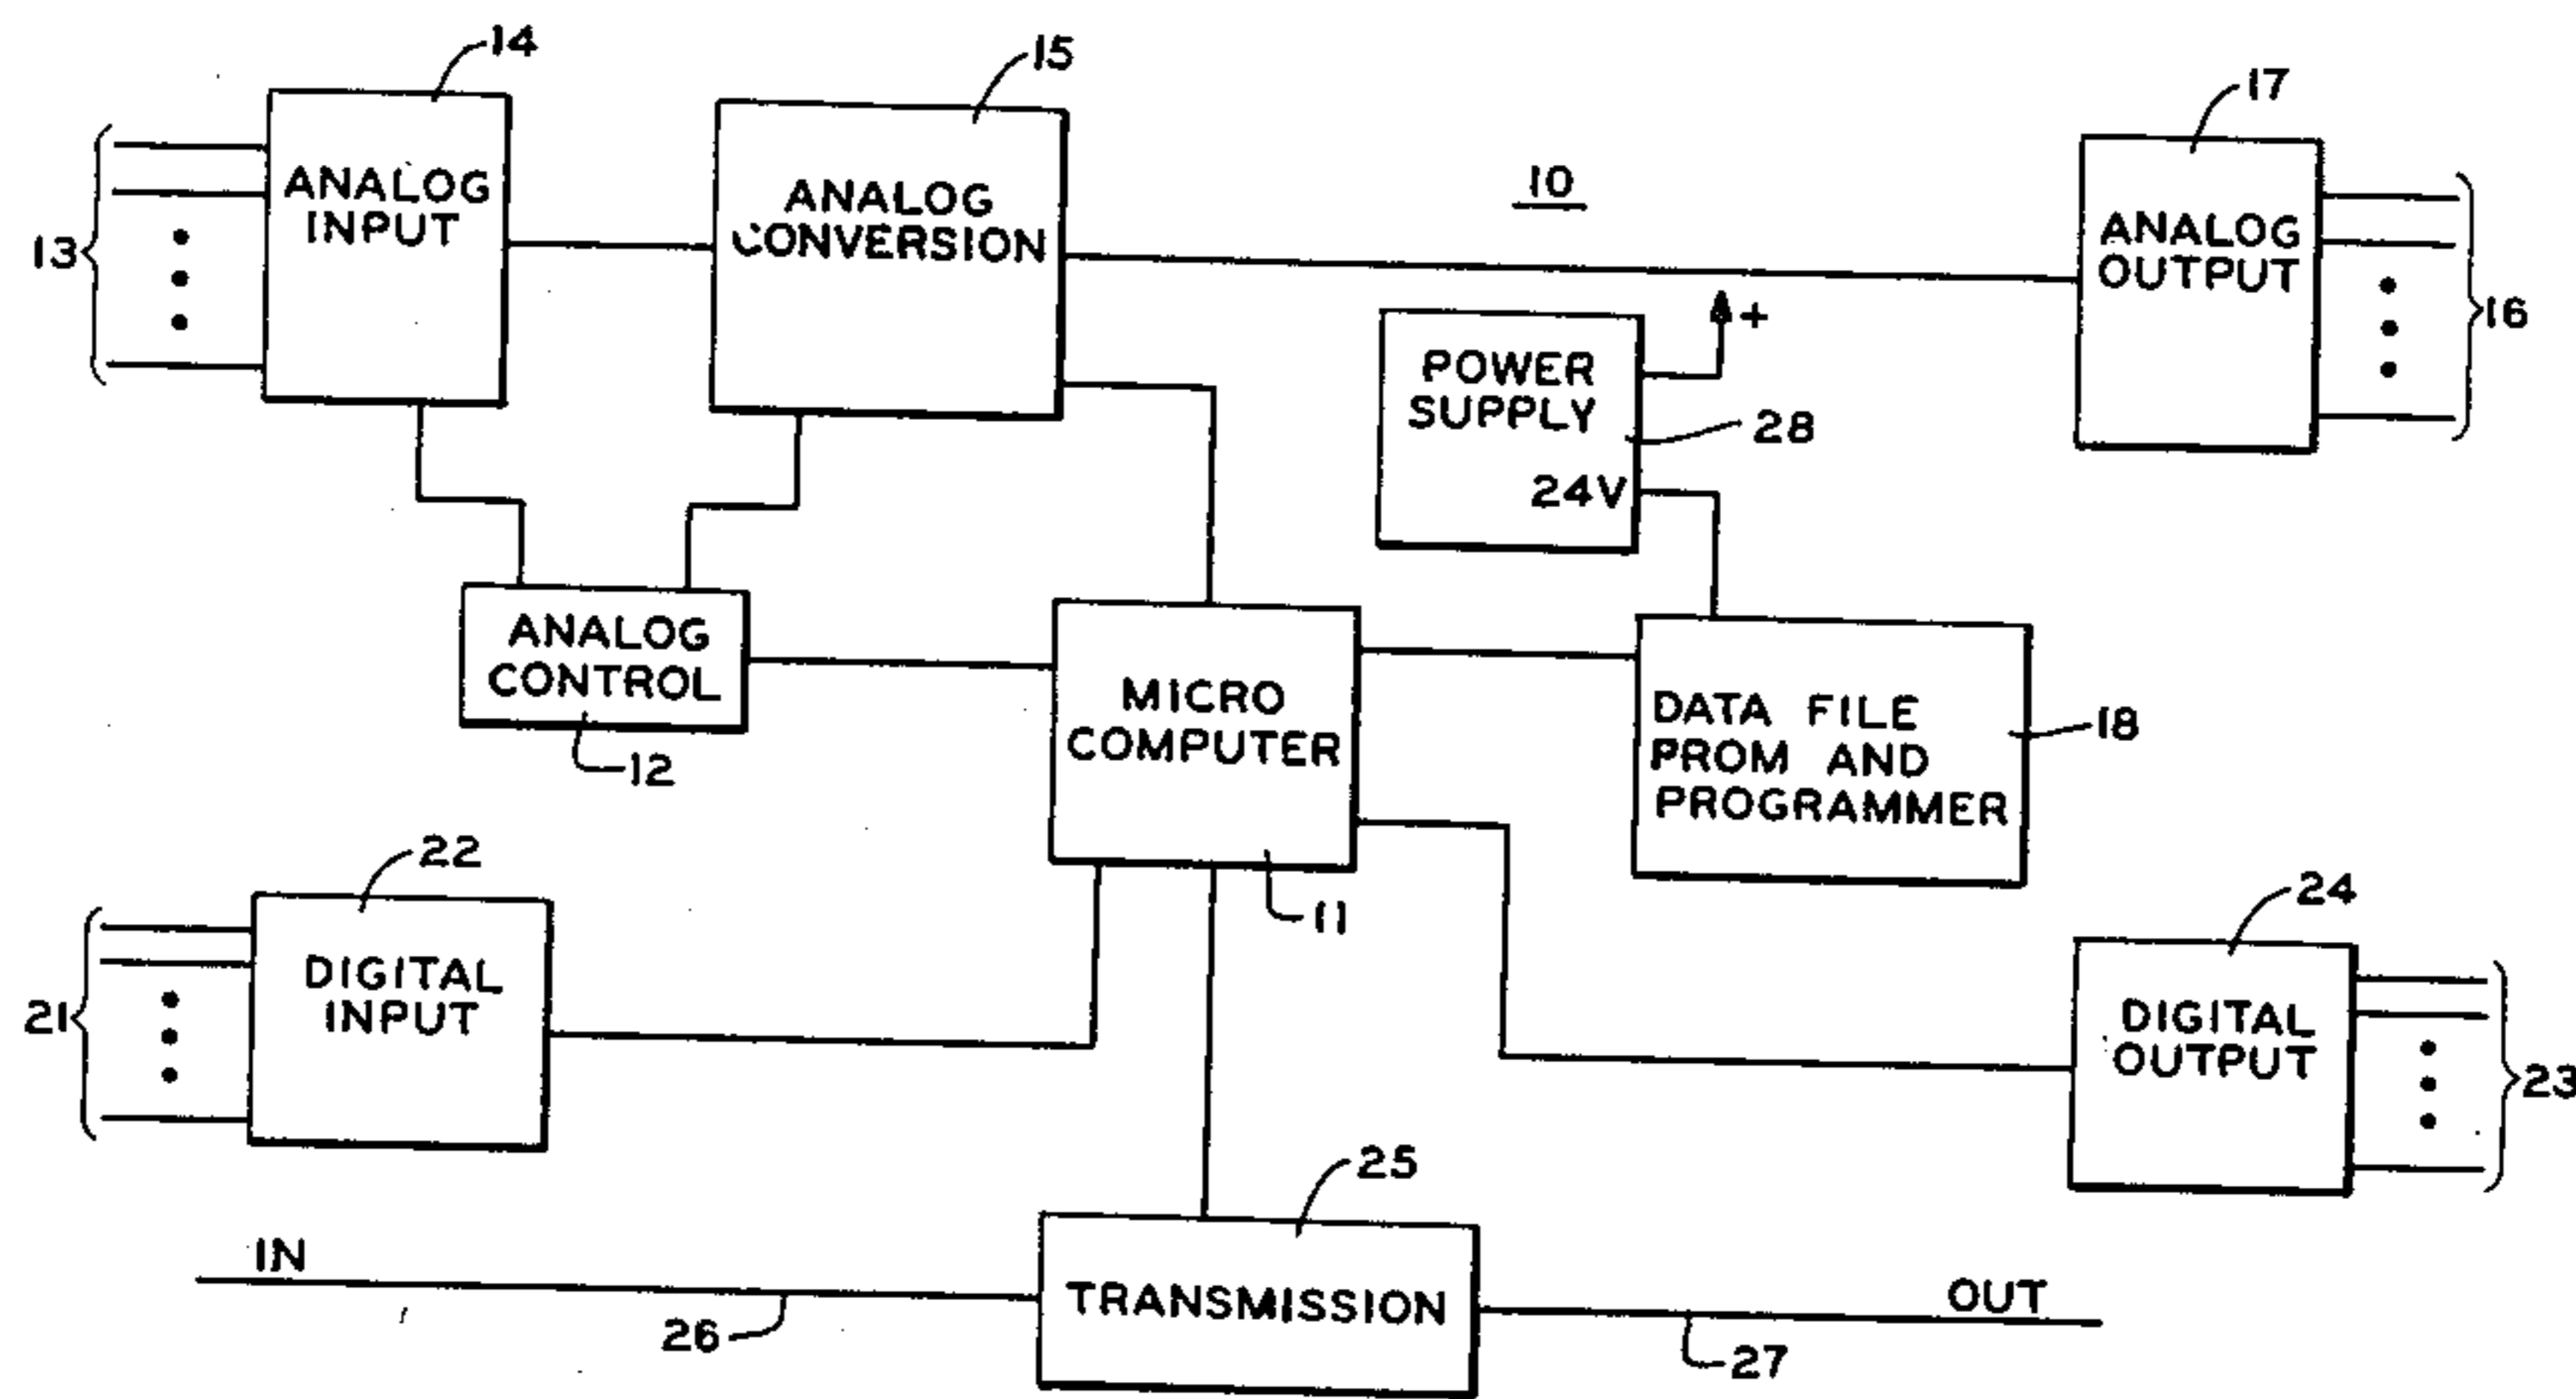 14
15
17
10
13
ANALOG
INPUT
ANALOG
CONVERSION
ANALOG
OUTPUT
16
+
POWER
SUPPLY
28
24V
ANALOG
CONTROL
12
MICRO
COMPUTER
11
DATA FILE
PROM AND
PROGRAMMER
18
22
21
DIGITAL
INPUT
24
DIGITAL
OUTPUT
23
25
IN
26
TRANSMISSION
OUT
27